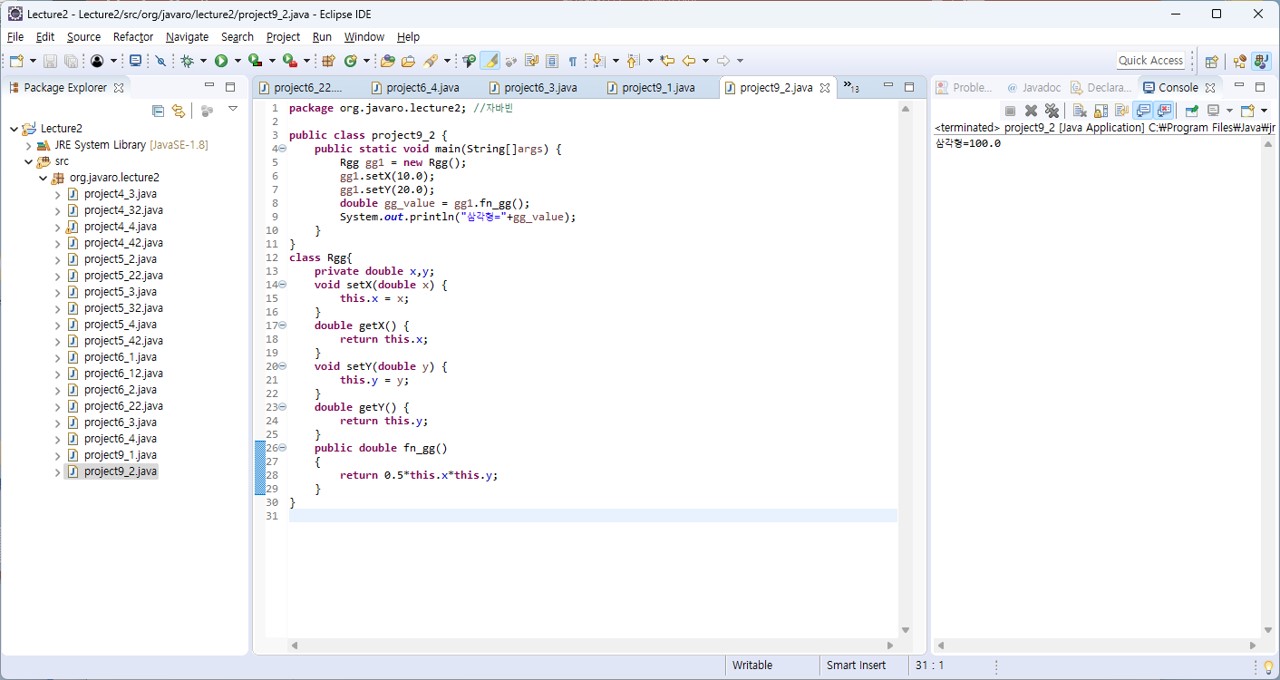 Lecture2 - Lecture2/src/org/javaro/lecture2/project9_2.java - Eclipse IDE
File Edit Source Refactor Navigate Search Project Run Window Help
Quick Access
Package Explorer
Lecture2
JRE System Library [JavaSE-1.8]
src
org.javaro.lecture2
project4_3.java
project4_32.java
project4_4.java
project4_42.java
project5_2.java
project5_22.java
project5_3.java
project5_32.java
project5_4.java
project5_42.java
project6_1.java
project6_12.java
project6_2.java
project6_22.java
project6_3.java
project6_4.java
project9_1.java
project9_2.java
project6_22.... project6_4.java project6_3.java project9_1.java project9_2.java »13
1 package org.javaro.lecture2; //자바빈
2
3 public class project9_2 {
4 public static void main(String[]args) {
5 Rgg gg1 = new Rgg();
6 gg1.setX(10.0);
7 gg1.setY(20.0);
8 double gg_value = gg1.fn_gg();
9 System.out.println("삼각형="+gg_value);
10 }
11 }
12 class Rgg{
13 private double x,y;
14 void setX(double x) {
15 this.x = x;
16 }
17 double getX() {
18 return this.x;
19 }
20 void setY(double y) {
21 this.y = y;
22 }
23 double getY() {
24 return this.y;
25 }
26 public double fn_gg()
27 {
28 return 0.5*this.x*this.y;
29 }
30 }
31
Proble... @ Javadoc Declara... Console
<terminated> project9_2 [Java Application] C:₩Program Files₩Java₩jr
삼각형=100.0
Writable Smart Insert 31 : 1